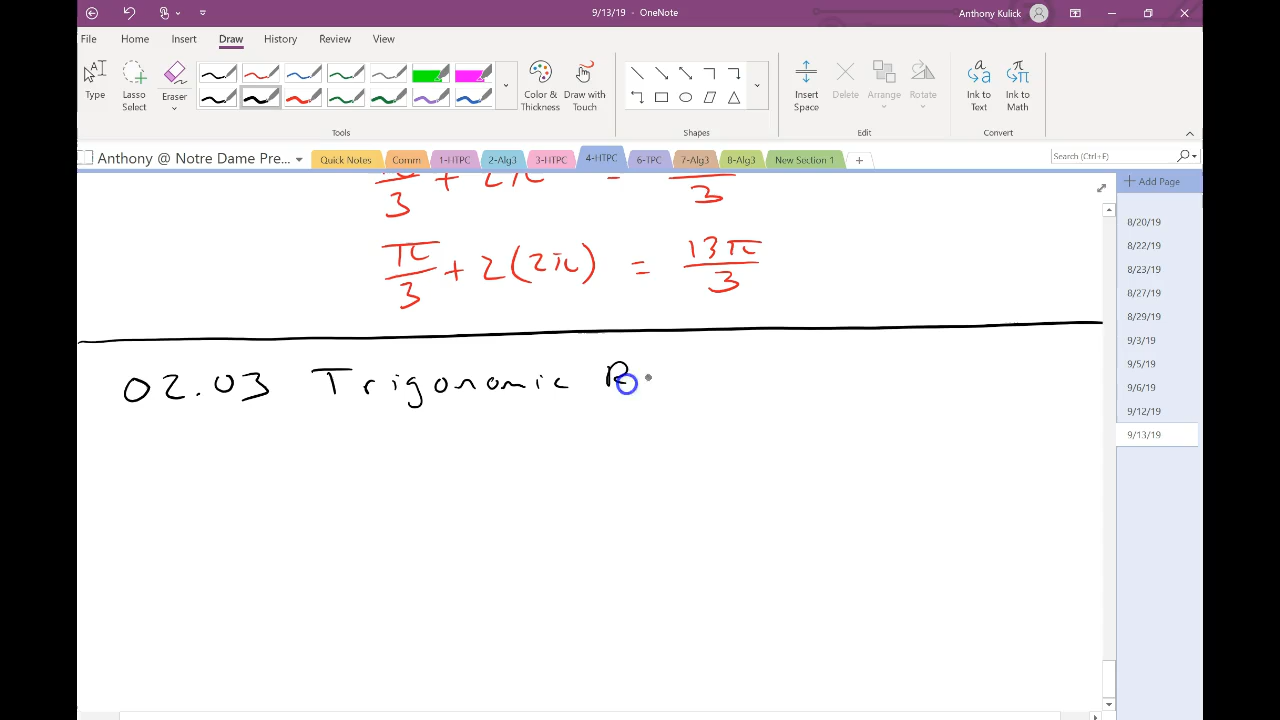 9/13/19 - OneNote
Anthony Kulick
File Home Insert Draw History Review View
Type
Lasso Select
Eraser
Color & Thickness
Draw with Touch
Insert Space
Delete
Arrange
Rotate
Ink to Text
Ink to Math
Tools
Shapes
Edit
Convert
Anthony @ Notre Dame Pre...
Quick Notes Comm 1-HTPC 2-Alg3 3-HTPC 4-HTPC 6-TPC 7-Alg3 8-Alg3 New Section 1
Search (Ctrl+F)
Add Page
8/20/19
8/22/19
8/23/19
8/27/19
8/29/19
9/3/19
9/5/19
9/6/19
9/12/19
9/13/19
π/3 + 2(2π) = 13π/3
02.03 Trigonomic R